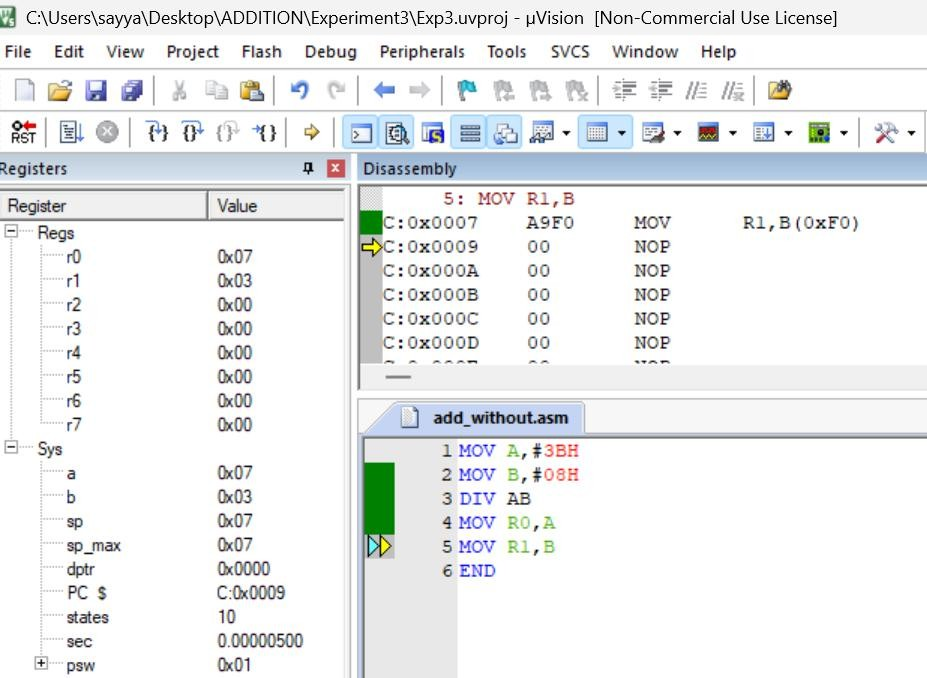 C:\Users\sayya\Desktop\ADDITION\Experiment3\Exp3.uvproj - µVision [Non-Commercial Use License]
File Edit View Project Flash Debug Peripherals Tools SVCS Window Help
RST
Registers
Register Value
Regs
r0 0x07
r1 0x03
r2 0x00
r3 0x00
r4 0x00
r5 0x00
r6 0x00
r7 0x00
Sys
a 0x07
b 0x03
sp 0x07
sp_max 0x07
dptr 0x0000
PC $ C:0x0009
states 10
sec 0.00000500
psw 0x01
Disassembly
5: MOV R1,B
C:0x0007 A9F0 MOV R1,B(0xF0)
C:0x0009 00 NOP
C:0x000A 00 NOP
C:0x000B 00 NOP
C:0x000C 00 NOP
C:0x000D 00 NOP
add_without.asm
1 MOV A,#3BH
2 MOV B,#08H
3 DIV AB
4 MOV R0,A
5 MOV R1,B
6 END